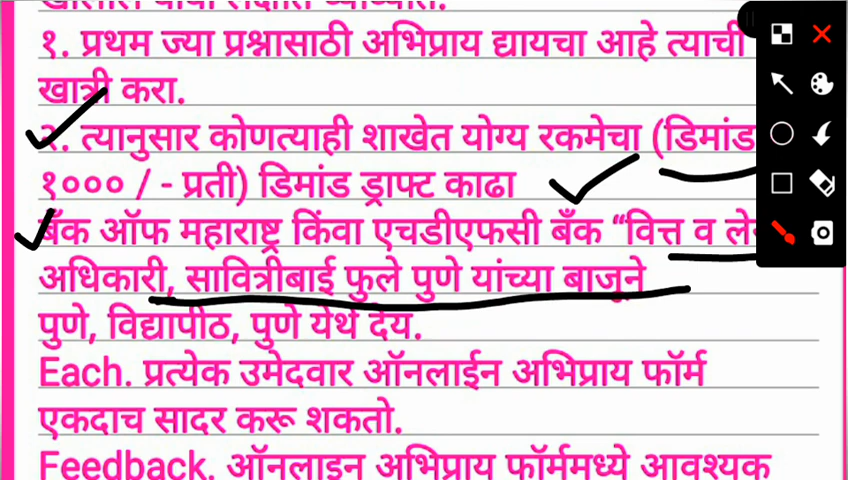 १. प्रथम ज्या प्रश्नासाठी अभिप्राय द्यायचा आहे त्याची
खात्री करा.
२. त्यानुसार कोणत्याही शाखेत योग्य रकमेचा (डिमांड
१००० / - प्रती) डिमांड ड्राफ्ट काढा
बँक ऑफ महाराष्ट्र किंवा एचडीएफसी बँक “वित्त व
अधिकारी, सावित्रीबाई फुले पुणे यांच्या बाजूने
पुणे, विद्यापीठ, पुणे येथे देय.
Each. प्रत्येक उमेदवार ऑनलाईन अभिप्राय फॉर्म
एकदाच सादर करू शकतो.
Feedback. ऑनलाइन अभिप्राय फॉर्ममध्ये आवश्यक